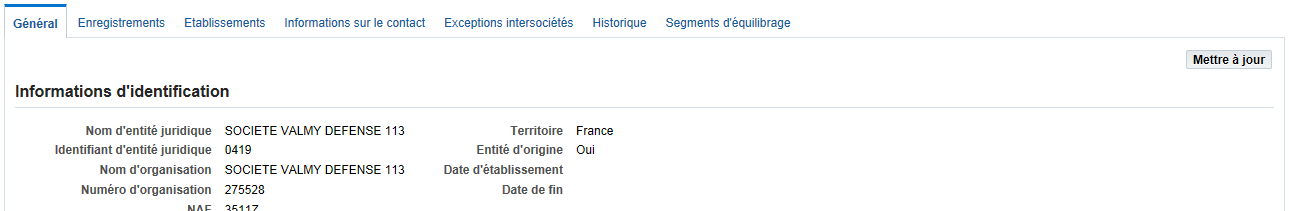 Général Enregistrements Etablissements Informations sur le contact Exceptions intersociétés Historique Segments d'équilibrage
Mettre à jour
Informations d'identification
Nom d'entité juridique SOCIETE VALMY DEFENSE 113 Territoire France
Identifiant d'entité juridique 0419 Entité d'origine Oui
Nom d'organisation SOCIETE VALMY DEFENSE 113 Date d'établissement
Numéro d'organisation 275528 Date de fin
NAF 3511Z